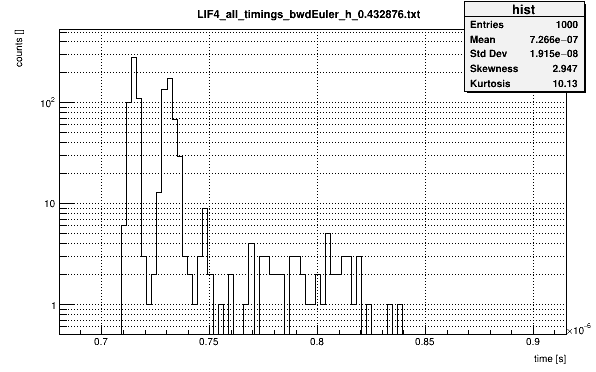 LIF4_all_timings_bwdEuler_h_0.432876.txt
hist
Entries 1000
Mean 7.266e−07
Std Dev 1.915e−08
Skewness 2.947
Kurtosis 10.13
counts []
10²
10
1
0.7 0.75 0.8 0.85 0.9
×10⁻⁶
time [s]